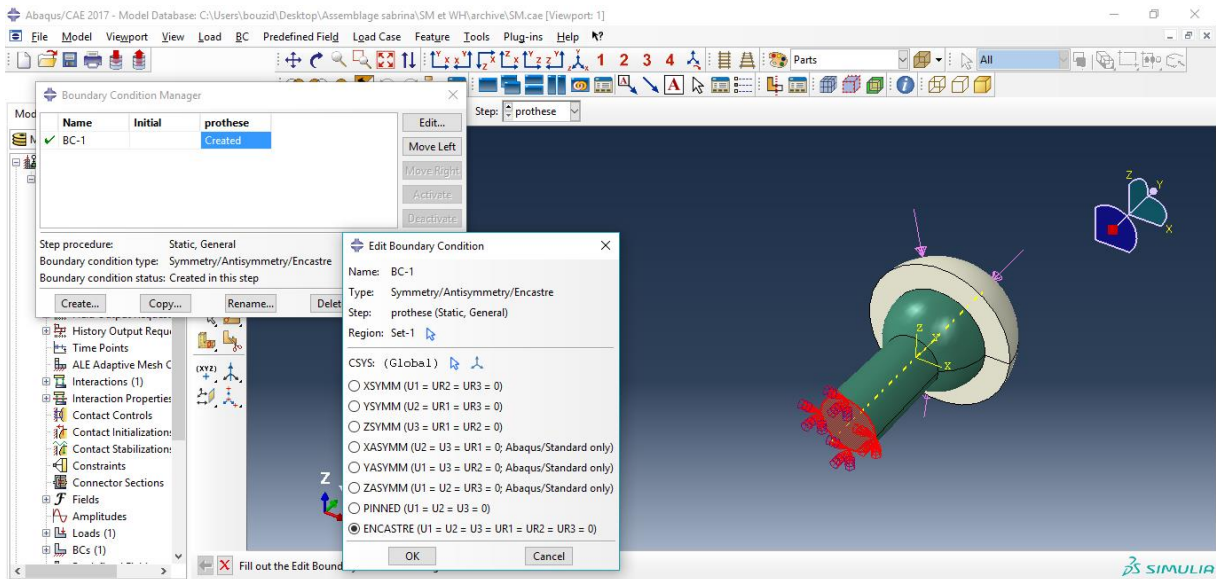 Abaqus/CAE 2017 - Model Database: C:\Users\bouzid\Desktop\Assemblage sabrina\SM et WH\archive\SM.cae [Viewport: 1]
File Model Viewport View Load BC Predefined Field Load Case Feature Tools Plug-ins Help
1 2 3 4 Parts All
Boundary Condition Manager
Mod
Step: prothese
Name Initial prothese Edit...
BC-1 Created
Move Left
Move Right
Activate
Deactivate
Step procedure: Static, General
Boundary condition type: Symmetry/Antisymmetry/Encastre
Boundary condition status: Created in this step
Create... Copy... Rename... Delet
History Output Reque
Time Points
ALE Adaptive Mesh C
Interactions (1)
Interaction Properties
Contact Controls
Contact Initializations
Contact Stabilizations
Constraints
Connector Sections
Fields
Amplitudes
Loads (1)
BCs (1)
(XYZ)
Edit Boundary Condition
Name: BC-1
Type: Symmetry/Antisymmetry/Encastre
Step: prothese (Static, General)
Region: Set-1
CSYS: (Global)
XSYMM (U1 = UR2 = UR3 = 0)
YSYMM (U2 = UR1 = UR3 = 0)
ZSYMM (U3 = UR1 = UR2 = 0)
XASYMM (U2 = U3 = UR1 = 0; Abaqus/Standard only)
YASYMM (U1 = U3 = UR2 = 0; Abaqus/Standard only)
ZASYMM (U1 = U2 = UR3 = 0; Abaqus/Standard only)
PINNED (U1 = U2 = U3 = 0)
ENCASTRE (U1 = U2 = U3 = UR1 = UR2 = UR3 = 0)
OK Cancel
Z Y
X
Z
Y
X
Z
Fill out the Edit Bound
SIMULIA